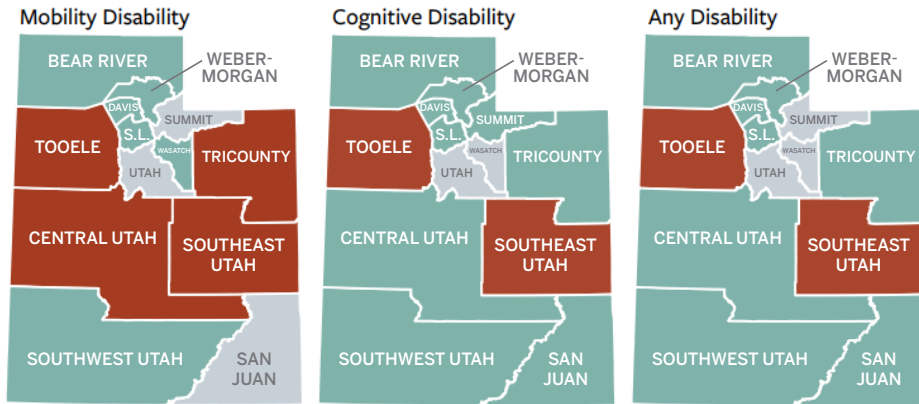 Mobility Disability
BEAR RIVER
WEBER-
MORGAN
DAVIS
SUMMIT
S.L.
TOOELE
WASATCH
TRICOUNTY
UTAH
CENTRAL UTAH
SOUTHEAST
UTAH
SOUTHWEST UTAH
SAN
JUAN
Cognitive Disability
BEAR RIVER
WEBER-
MORGAN
DAVIS
SUMMIT
S.L.
TOOELE
WASATCH
TRICOUNTY
UTAH
CENTRAL UTAH
SOUTHEAST
UTAH
SOUTHWEST UTAH
SAN
JUAN
Any Disability
BEAR RIVER
WEBER-
MORGAN
DAVIS
SUMMIT
S.L.
TOOELE
WASATCH
TRICOUNTY
UTAH
CENTRAL UTAH
SOUTHEAST
UTAH
SOUTHWEST UTAH
SAN
JUAN